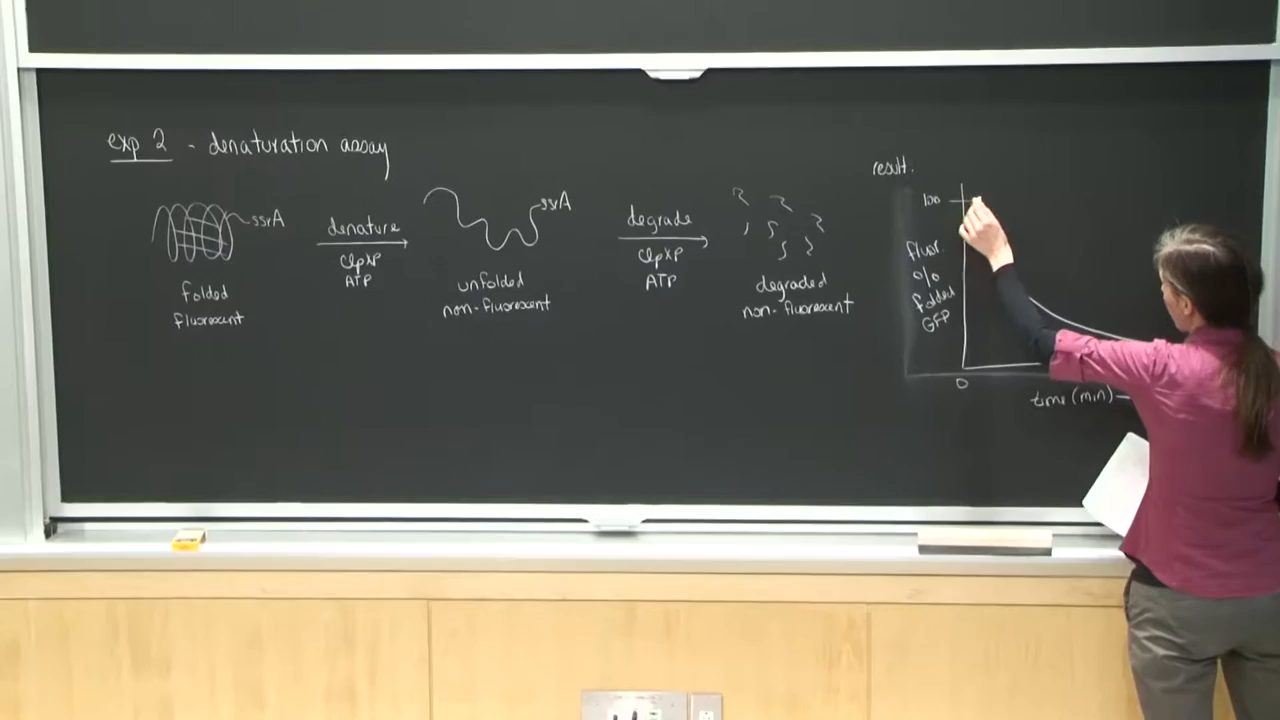 exp 2 - denaturation assay
ssrA
folded
fluorescent
denature
ClpXP
ATP
ssrA
unfolded
non-fluorescent
degrade
ClpXP
ATP
degraded
non-fluorescent
result:
100
fluor.
%
folded
GFP
0
time (min)